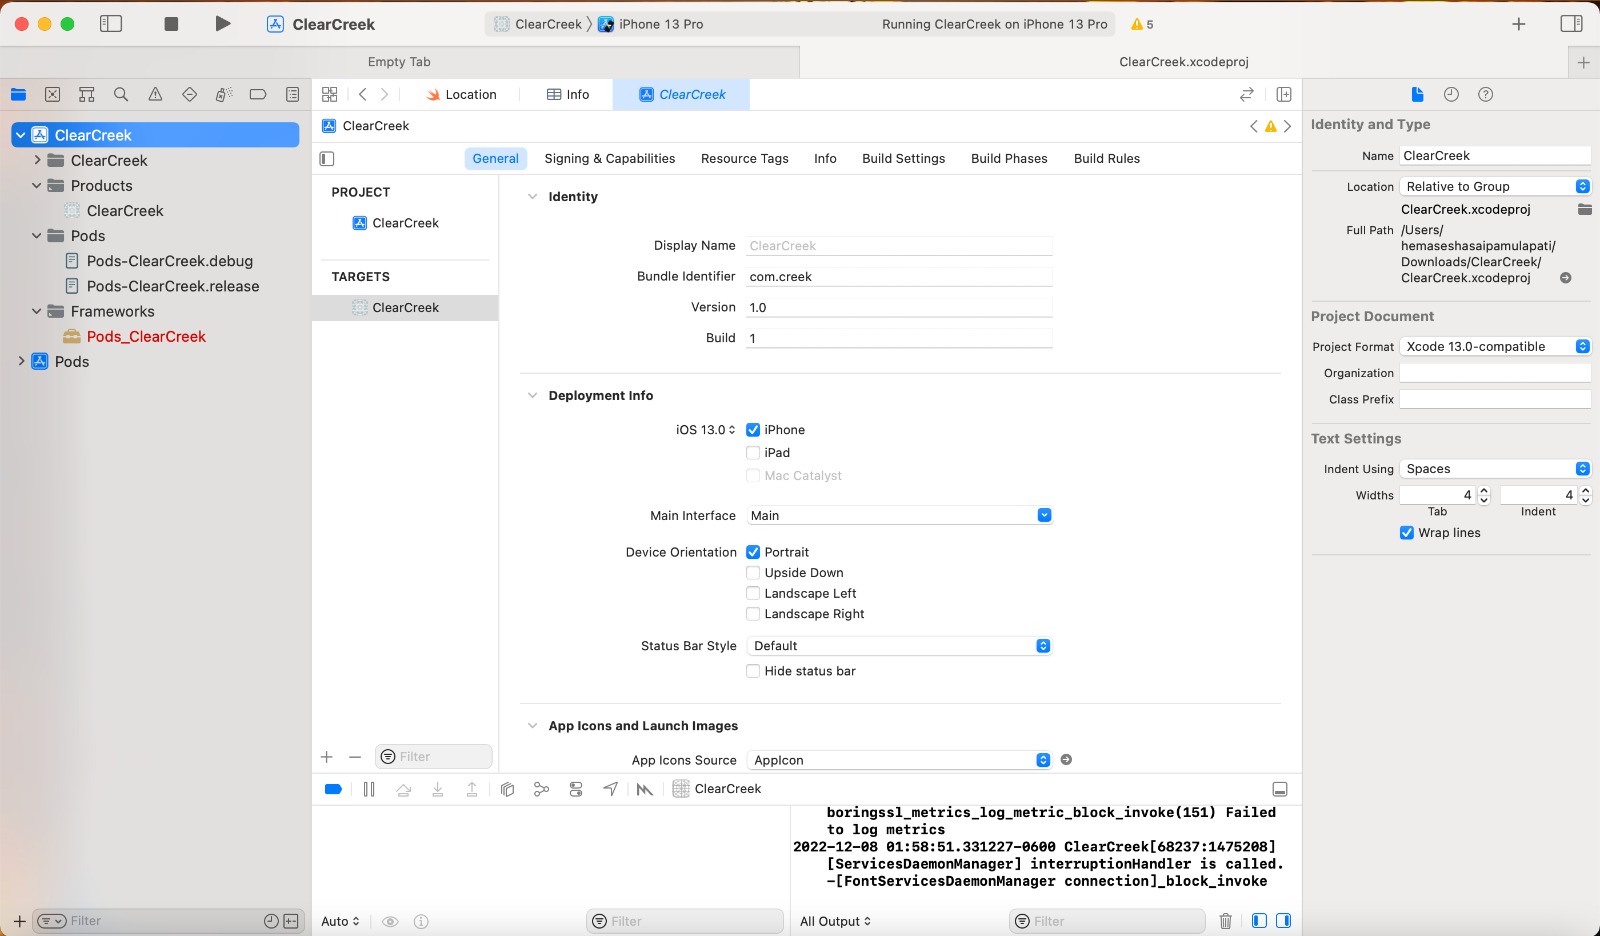 ClearCreek
ClearCreek
iPhone 13 Pro
Running ClearCreek on iPhone 13 Pro
5
Empty Tab
ClearCreek.xcodeproj
Location
Info
ClearCreek
ClearCreek
ClearCreek
ClearCreek
Products
ClearCreek
Pods
Pods-ClearCreek.debug
Pods-ClearCreek.release
Frameworks
Pods_ClearCreek
Pods
Filter
General
Signing & Capabilities
Resource Tags
Info
Build Settings
Build Phases
Build Rules
PROJECT
ClearCreek
TARGETS
ClearCreek
Filter
Identity
Display Name ClearCreek
Bundle Identifier com.creek
Version 1.0
Build 1
Deployment Info
iOS 13.0 iPhone
iPad
Mac Catalyst
Main Interface Main
Device Orientation Portrait
Upside Down
Landscape Left
Landscape Right
Status Bar Style Default
Hide status bar
App Icons and Launch Images
App Icons Source AppIcon
ClearCreek
boringssl_metrics_log_metric_block_invoke(151) Failed
to log metrics
2022-12-08 01:58:51.331227-0600 ClearCreek[68237:1475208]
[ServicesDaemonManager] interruptionHandler is called.
-[FontServicesDaemonManager connection]_block_invoke
Auto
Filter
All Output
Filter
Identity and Type
Name ClearCreek
Location Relative to Group
ClearCreek.xcodeproj
Full Path /Users/
hemaseshasaipamulapati/
Downloads/ClearCreek/
ClearCreek.xcodeproj
Project Document
Project Format Xcode 13.0-compatible
Organization
Class Prefix
Text Settings
Indent Using Spaces
Widths 4 4
Tab Indent
Wrap lines